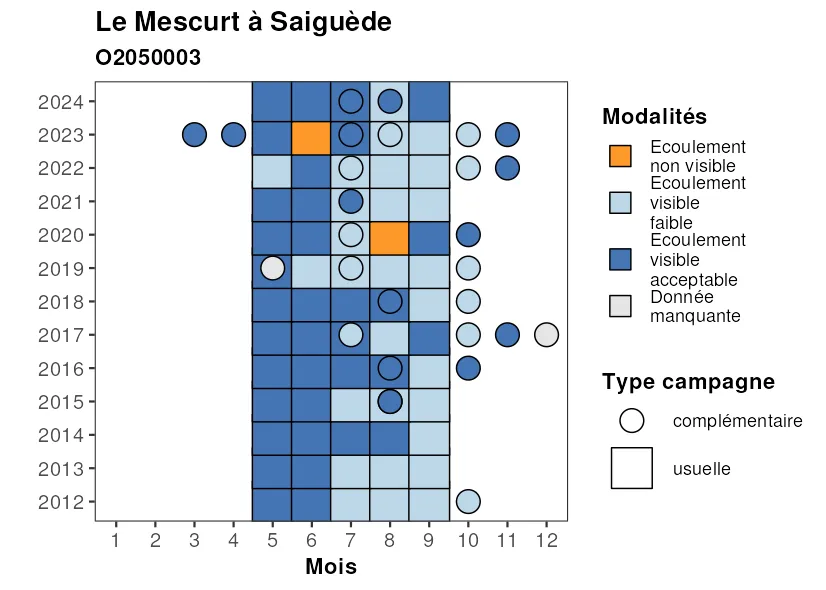 Le Mescurt à Saiguède
O2050003
2024
2023
2022
2021
2020
2019
2018
2017
2016
2015
2014
2013
2012
1 2 3 4 5 6 7 8 9 10 11 12
Mois
Modalités
Ecoulement
non visible
Ecoulement
visible
faible
Ecoulement
visible
acceptable
Donnée
manquante
Type campagne
complémentaire
usuelle